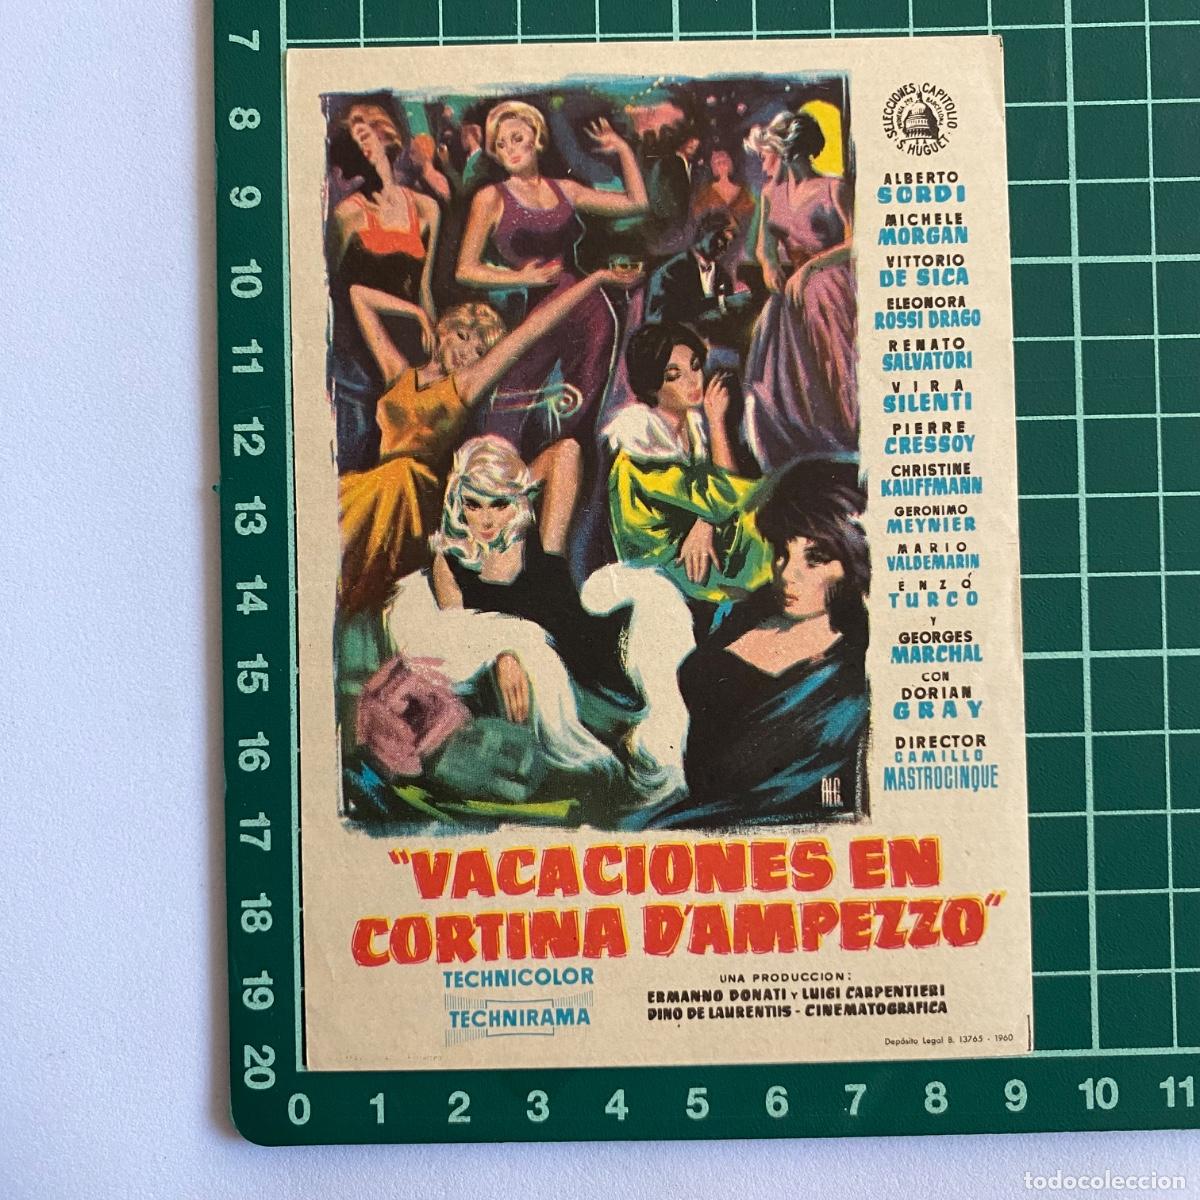 7
8
9
10
11
12
13
14
15
16
17
18
19
20
0 1 2 3 4 5 6 7 8 9 10 11
SELECCIONES CAPITOLIO
S. HUGUET
ALBERTO
SORDI
MICHELE
MORGAN
VITTORIO
DE SICA
ELEONORA
ROSSI DRAGO
RENATO
SALVATORI
VIRA
SILENTI
PIERRE
CRESSOY
CHRISTINE
KAUFFMANN
GERONIMO
MEYNIER
MARIO
VALDEMARIN
ENZÓ
TURCO
Y
GEORGES
MARCHAL
CON
DORIAN
GRAY
DIRECTOR
CAMILLO
MASTROCINQUE
ALE
"VACACIONES EN
CORTINA D'AMPEZZO"
TECHNICOLOR
TECHNIRAMA
UNA PRODUCCION:
ERMANNO DONATI Y LUIGI CARPENTIERI
DINO DE LAURENTIIS - CINEMATOGRAFICA
Depósito Legal B. 13765 - 1960
todocoleccion